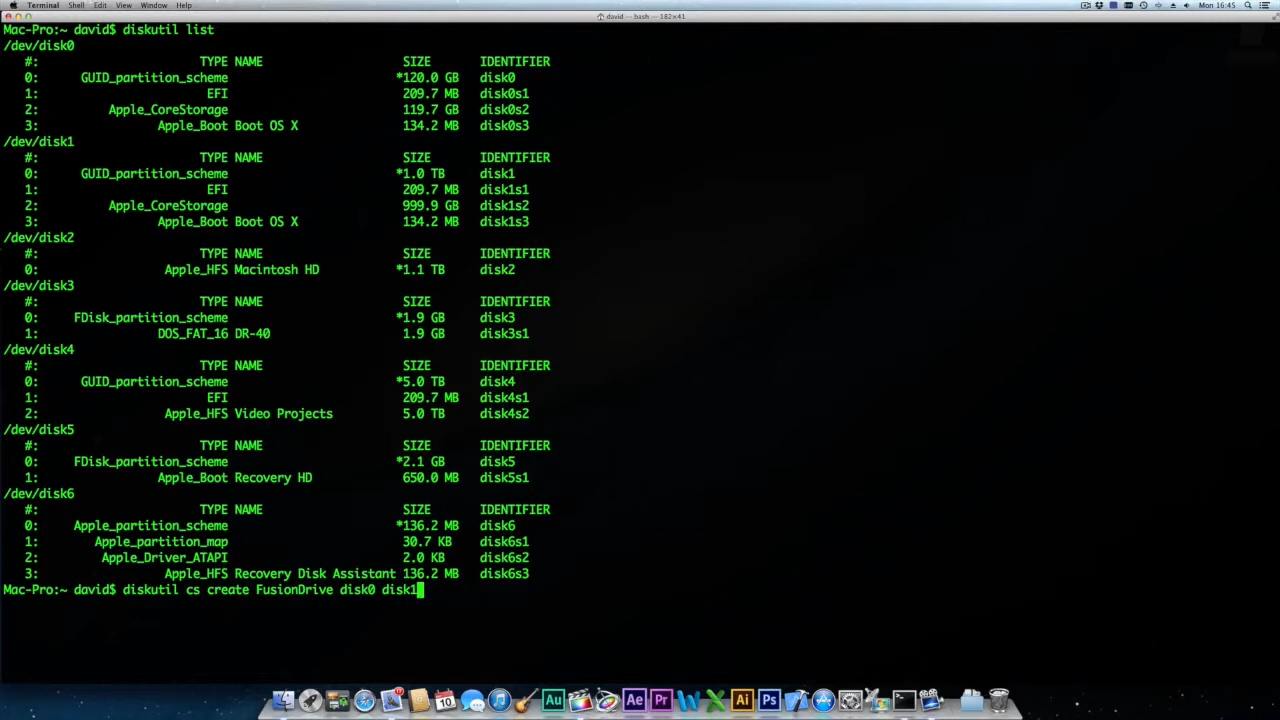 Terminal Shell Edit View Window Help Mon 16:45
david — bash — 182×41
Mac-Pro:~ david$ diskutil list
/dev/disk0
#: TYPE NAME SIZE IDENTIFIER
0: GUID_partition_scheme *120.0 GB disk0
1: EFI 209.7 MB disk0s1
2: Apple_CoreStorage 119.7 GB disk0s2
3: Apple_Boot Boot OS X 134.2 MB disk0s3
/dev/disk1
#: TYPE NAME SIZE IDENTIFIER
0: GUID_partition_scheme *1.0 TB disk1
1: EFI 209.7 MB disk1s1
2: Apple_CoreStorage 999.9 GB disk1s2
3: Apple_Boot Boot OS X 134.2 MB disk1s3
/dev/disk2
#: TYPE NAME SIZE IDENTIFIER
0: Apple_HFS Macintosh HD *1.1 TB disk2
/dev/disk3
#: TYPE NAME SIZE IDENTIFIER
0: FDisk_partition_scheme *1.9 GB disk3
1: DOS_FAT_16 DR-40 1.9 GB disk3s1
/dev/disk4
#: TYPE NAME SIZE IDENTIFIER
0: GUID_partition_scheme *5.0 TB disk4
1: EFI 209.7 MB disk4s1
2: Apple_HFS Video Projects 5.0 TB disk4s2
/dev/disk5
#: TYPE NAME SIZE IDENTIFIER
0: FDisk_partition_scheme *2.1 GB disk5
1: Apple_Boot Recovery HD 650.0 MB disk5s1
/dev/disk6
#: TYPE NAME SIZE IDENTIFIER
0: Apple_partition_scheme *136.2 MB disk6
1: Apple_partition_map 30.7 KB disk6s1
2: Apple_Driver_ATAPI 2.0 KB disk6s2
3: Apple_HFS Recovery Disk Assistant 136.2 MB disk6s3
Mac-Pro:~ david$ diskutil cs create FusionDrive disk0 disk1
10 Au Ae Pr W X Ai Ps